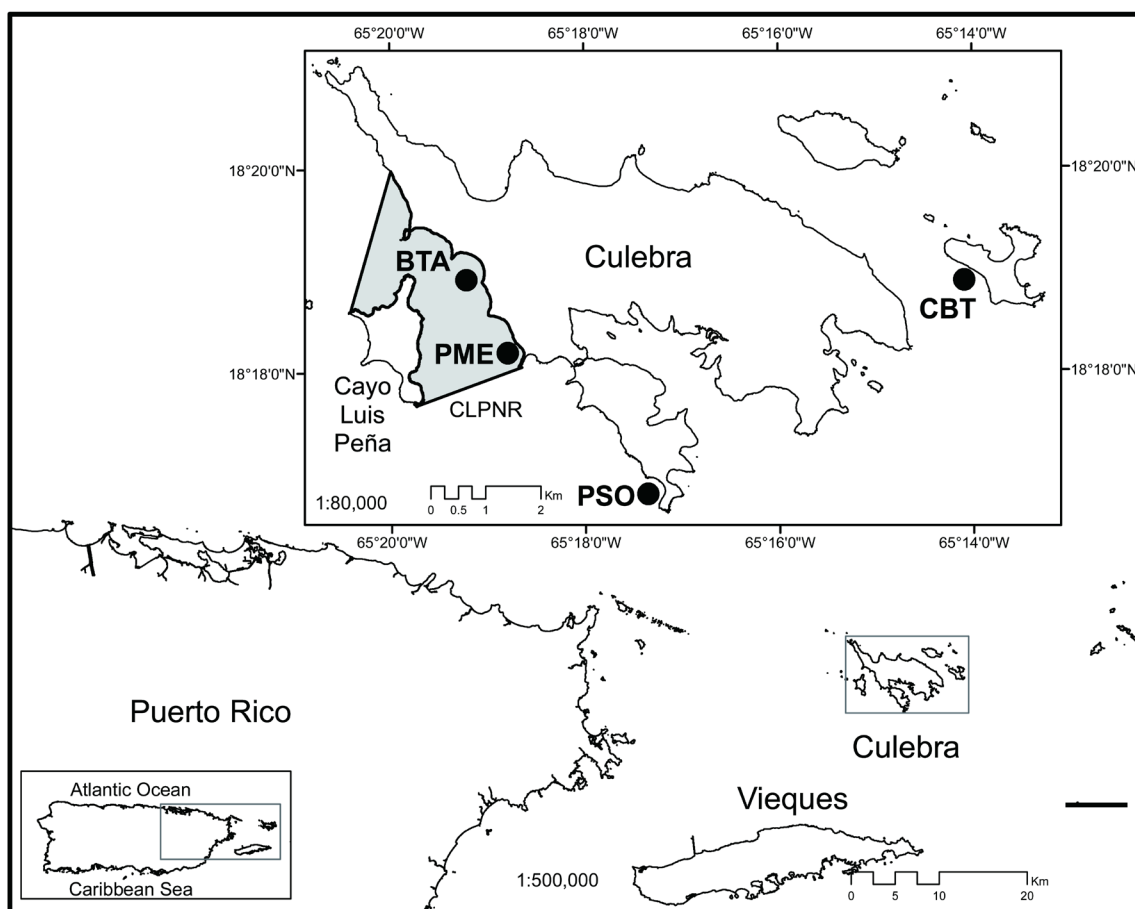 65°20'0"W
65°18'0"W
65°16'0"W
65°14'0"W
18°20'0"N
18°20'0"N
Culebra
BTA
CBT
PME
18°18'0"N
18°18'0"N
Cayo
Luis
Peña
CLPNR
PSO
1:80,000
Km
0 0.5 1 2
65°20'0"W
65°18'0"W
65°16'0"W
65°14'0"W
Puerto Rico
Culebra
Vieques
Atlantic Ocean
Caribbean Sea
1:500,000
Km
0 5 10 20